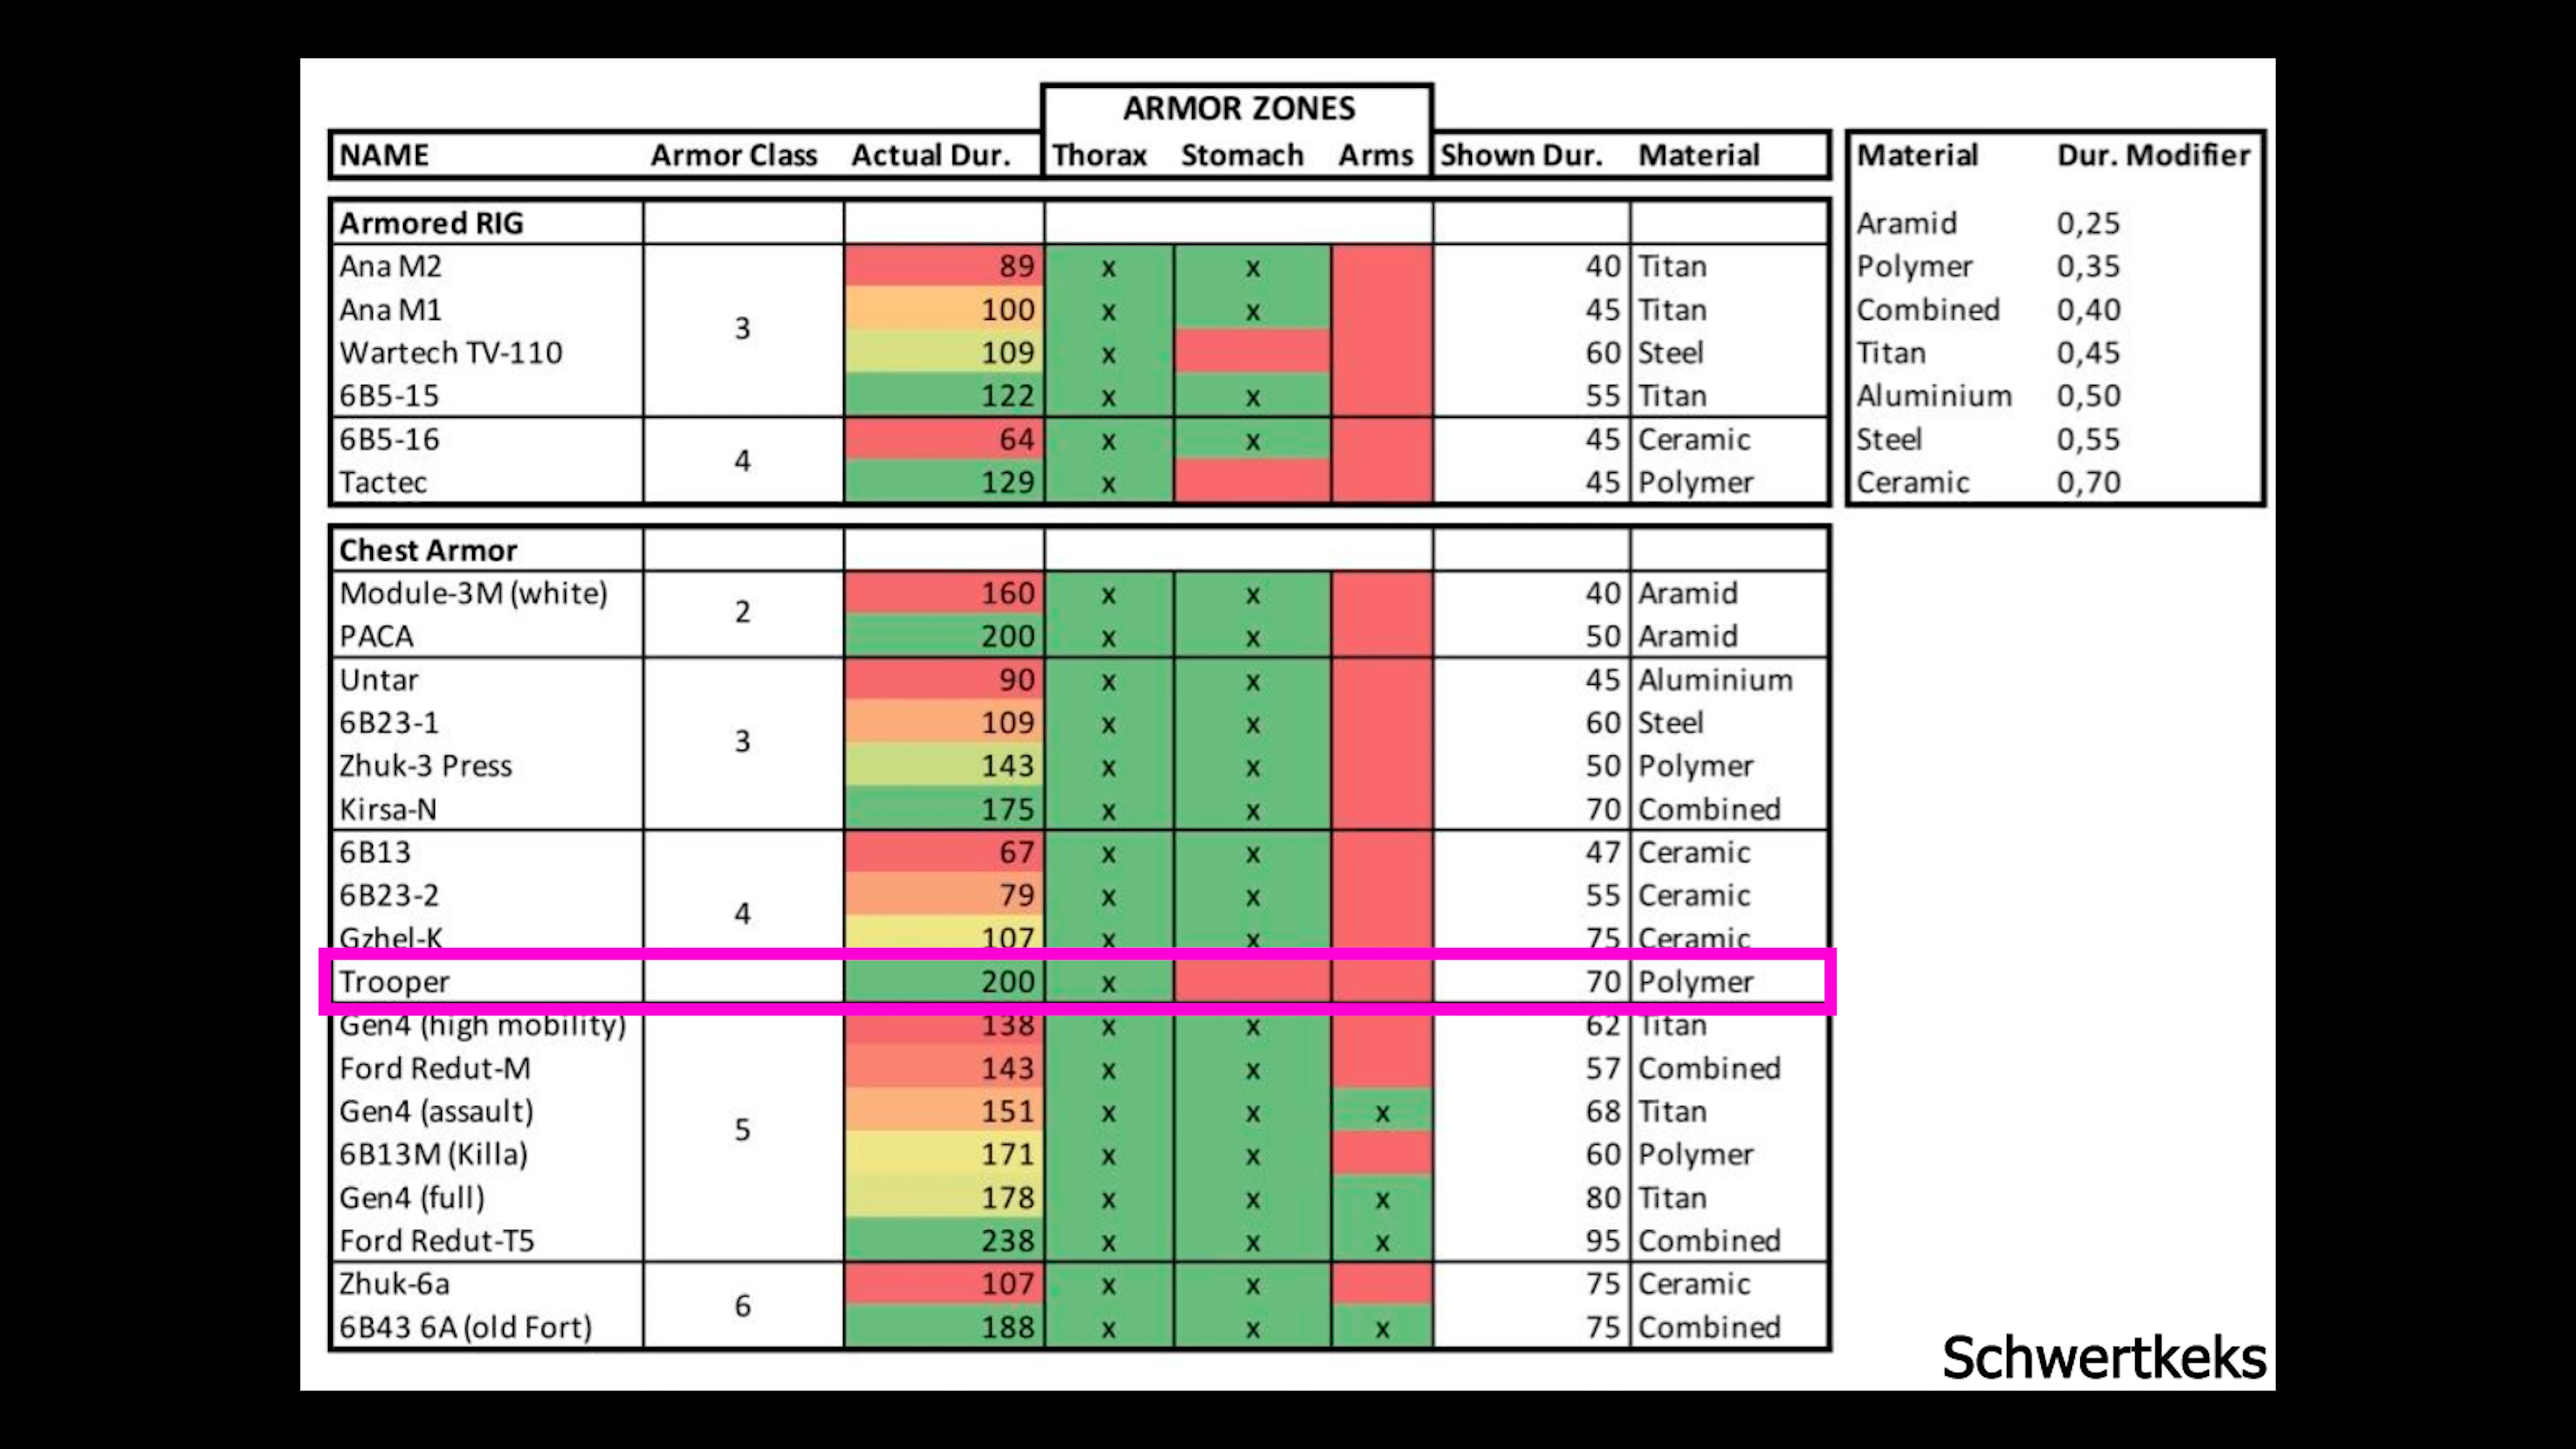 ARMOR ZONES
NAME Armor Class Actual Dur. Thorax Stomach Arms Shown Dur. Material
Armored RIG
Ana M2 89 x x 40 Titan
Ana M1 100 x x 45 Titan
3
Wartech TV-110 109 x 60 Steel
6B5-15 122 x x 55 Titan
6B5-16 64 x x 45 Ceramic
4
Tactec 129 x 45 Polymer
Material Dur. Modifier
Aramid 0,25
Polymer 0,35
Combined 0,40
Titan 0,45
Aluminium 0,50
Steel 0,55
Ceramic 0,70
Chest Armor
Module-3M (white) 160 x x 40 Aramid
2
PACA 200 x x 50 Aramid
Untar 90 x x 45 Aluminium
6B23-1 109 x x 60 Steel
3
Zhuk-3 Press 143 x x 50 Polymer
Kirsa-N 175 x x 70 Combined
6B13 67 x x 47 Ceramic
6B23-2 79 x x 55 Ceramic
4
Gzhel-K 107 x x 75 Ceramic
Trooper 200 x 70 Polymer
Gen4 (high mobility) 138 x x 62 Titan
Ford Redut-M 143 x x 57 Combined
Gen4 (assault) 151 x x x 68 Titan
5
6B13M (Killa) 171 x x 60 Polymer
Gen4 (full) 178 x x x 80 Titan
Ford Redut-T5 238 x x x 95 Combined
Zhuk-6a 107 x x 75 Ceramic
6
6B43 6A (old Fort) 188 x x x 75 Combined
Schwertkeks